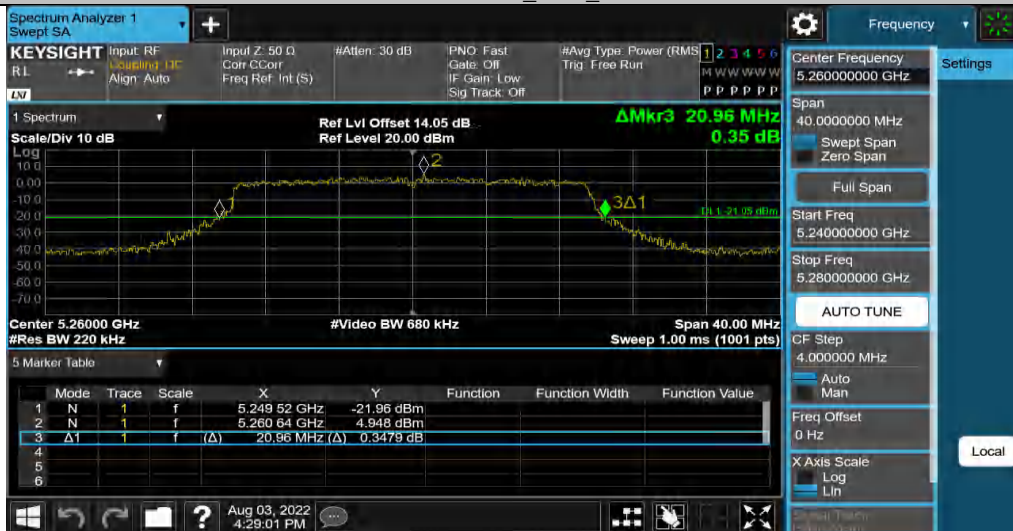 Spectrum Analyzer 1
Swept SA
+
Frequency
KEYSIGHT Input: RF Input Z: 50 Ω #Atten: 30 dB PNO: Fast #Avg Type: Power (RMS 1 2 3 4 5 6
RL Coupling: DC Corr CCorr Gate: Off Trig: Free Run M W W W W W
Align: Auto Freq Ref: Int (S) IF Gain: Low P P P P P P
LXI Sig Track: Off
1 Spectrum
Scale/Div 10 dB
Ref Lvl Offset 14.05 dB
Ref Level 20.00 dBm
ΔMkr3 20.96 MHz
0.35 dB
Log
10.0
0.00
-10.0
-20.0
-30.0
-40.0
-50.0
-60.0
-70.0
2
3Δ1
DL1 -21.05 dBm
Center 5.26000 GHz #Video BW 680 kHz Span 40.00 MHz
#Res BW 220 kHz Sweep 1.00 ms (1001 pts)
5 Marker Table
Mode Trace Scale X Y Function Function Width Function Value
1 N 1 f 5.249 52 GHz -21.96 dBm
2 N 1 f 5.260 64 GHz 4.948 dBm
3 Δ1 1 f (Δ) 20.96 MHz (Δ) 0.3479 dB
4
5
6
Aug 03, 2022
4:29:01 PM
Center Frequency
5.260000000 GHz
Span
40.0000000 MHz
Swept Span
Zero Span
Full Span
Start Freq
5.240000000 GHz
Stop Freq
5.280000000 GHz
AUTO TUNE
CF Step
4.000000 MHz
Auto
Man
Freq Offset
0 Hz
X Axis Scale
Log
Lin
Settings
Local